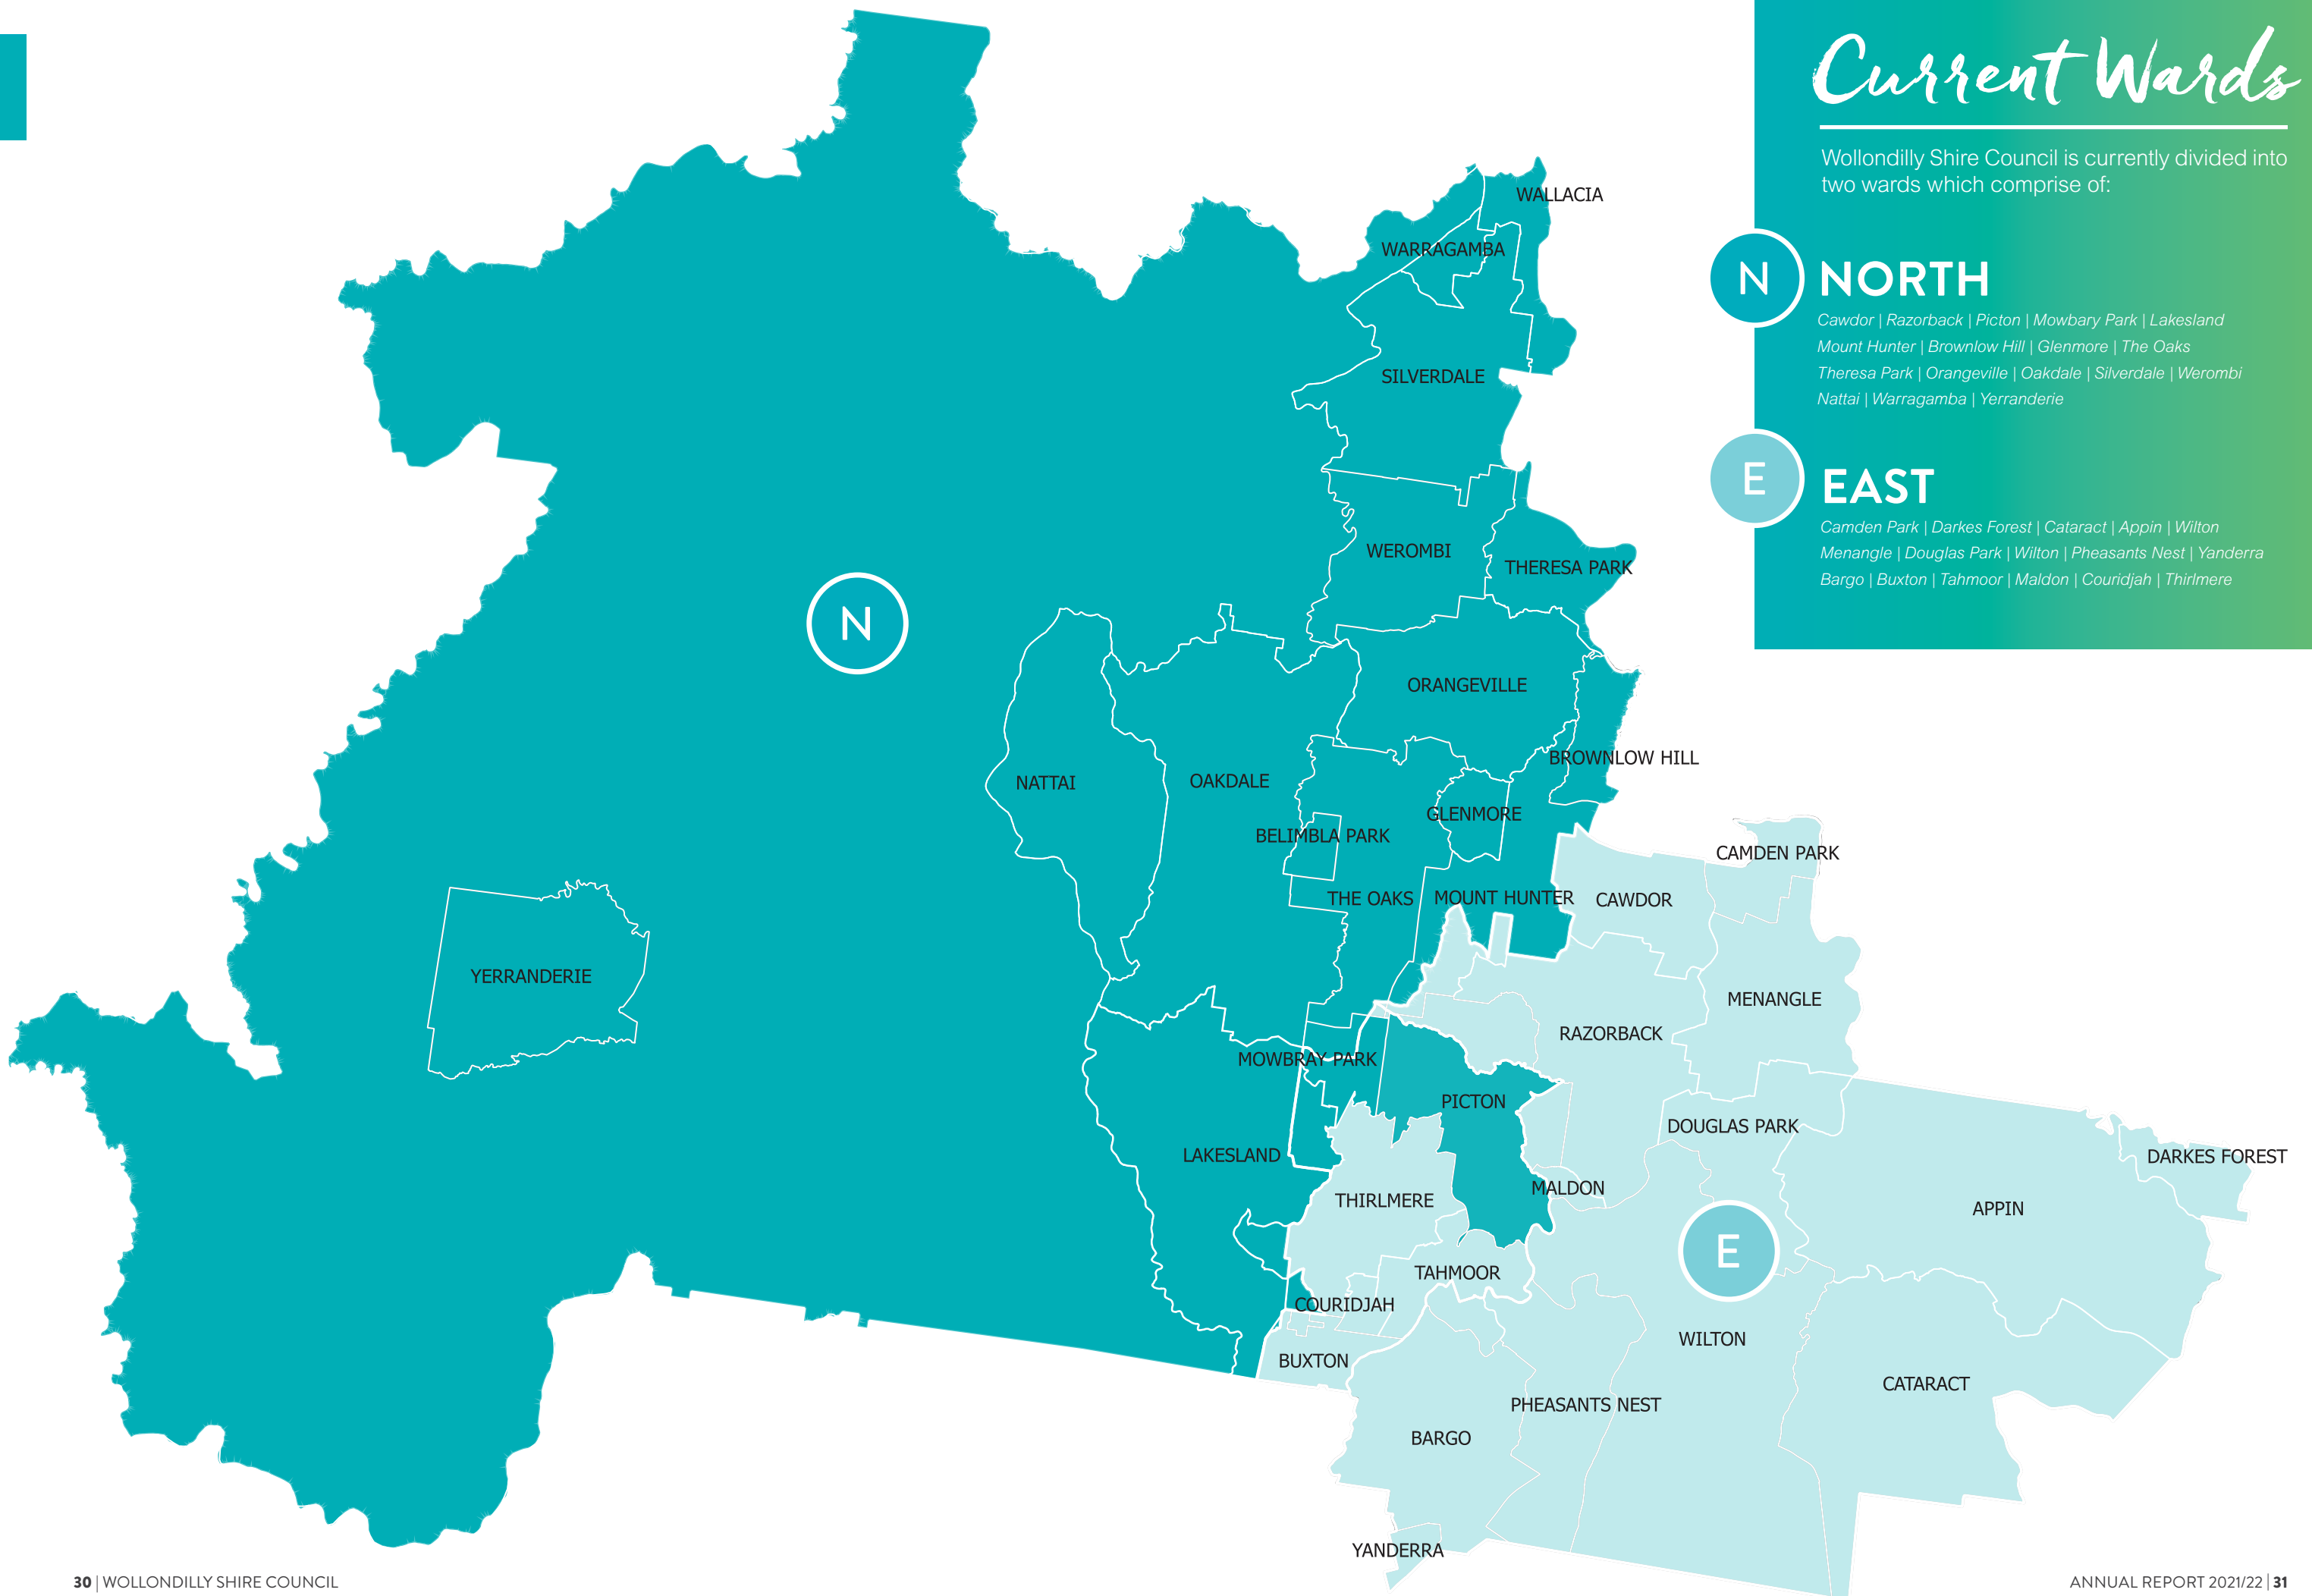 Current Wards
Wollondilly Shire Council is currently divided into
two wards which comprise of:
N
NORTH
Cawdor | Razorback | Picton | Mowbary Park | Lakesland
Mount Hunter | Brownlow Hill | Glenmore | The Oaks
Theresa Park | Orangeville | Oakdale | Silverdale | Werombi
Nattai | Warragamba | Yerranderie
E
EAST
Camden Park | Darkes Forest | Cataract | Appin | Wilton
Menangle | Douglas Park | Wilton | Pheasants Nest | Yanderra
Bargo | Buxton | Tahmoor | Maldon | Couridjah | Thirlmere
WALLACIA
WARRAGAMBA
SILVERDALE
WEROMBI
THERESA PARK
N
ORANGEVILLE
BROWNLOW HILL
NATTAI
OAKDALE
GLENMORE
BELIMBLA PARK
CAMDEN PARK
THE OAKS
MOUNT HUNTER
CAWDOR
YERRANDERIE
MENANGLE
RAZORBACK
MOWBRAY PARK
PICTON
DOUGLAS PARK
LAKESLAND
DARKES FOREST
MALDON
THIRLMERE
APPIN
E
TAHMOOR
COURIDJAH
WILTON
BUXTON
CATARACT
PHEASANTS NEST
BARGO
YANDERRA
30 | WOLLONDILLY SHIRE COUNCIL
ANNUAL REPORT 2021/22 | 31